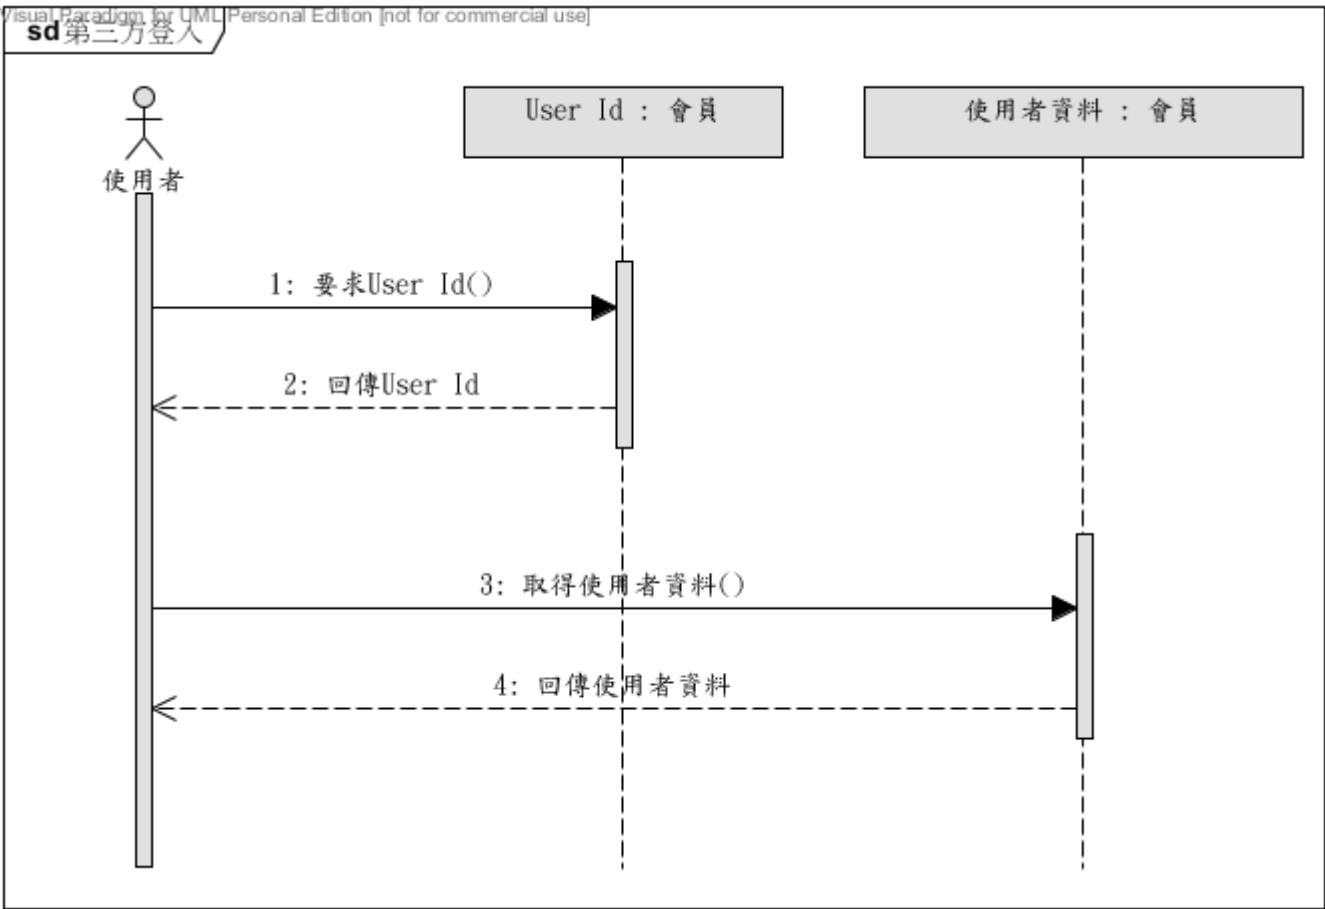 Visual Paradigm for UML Personal Edition [not for commercial use]
sd 第三方登入
使用者
User Id : 會員
使用者資料 : 會員
1: 要求User Id()
2: 回傳User Id
3: 取得使用者資料()
4: 回傳使用者資料